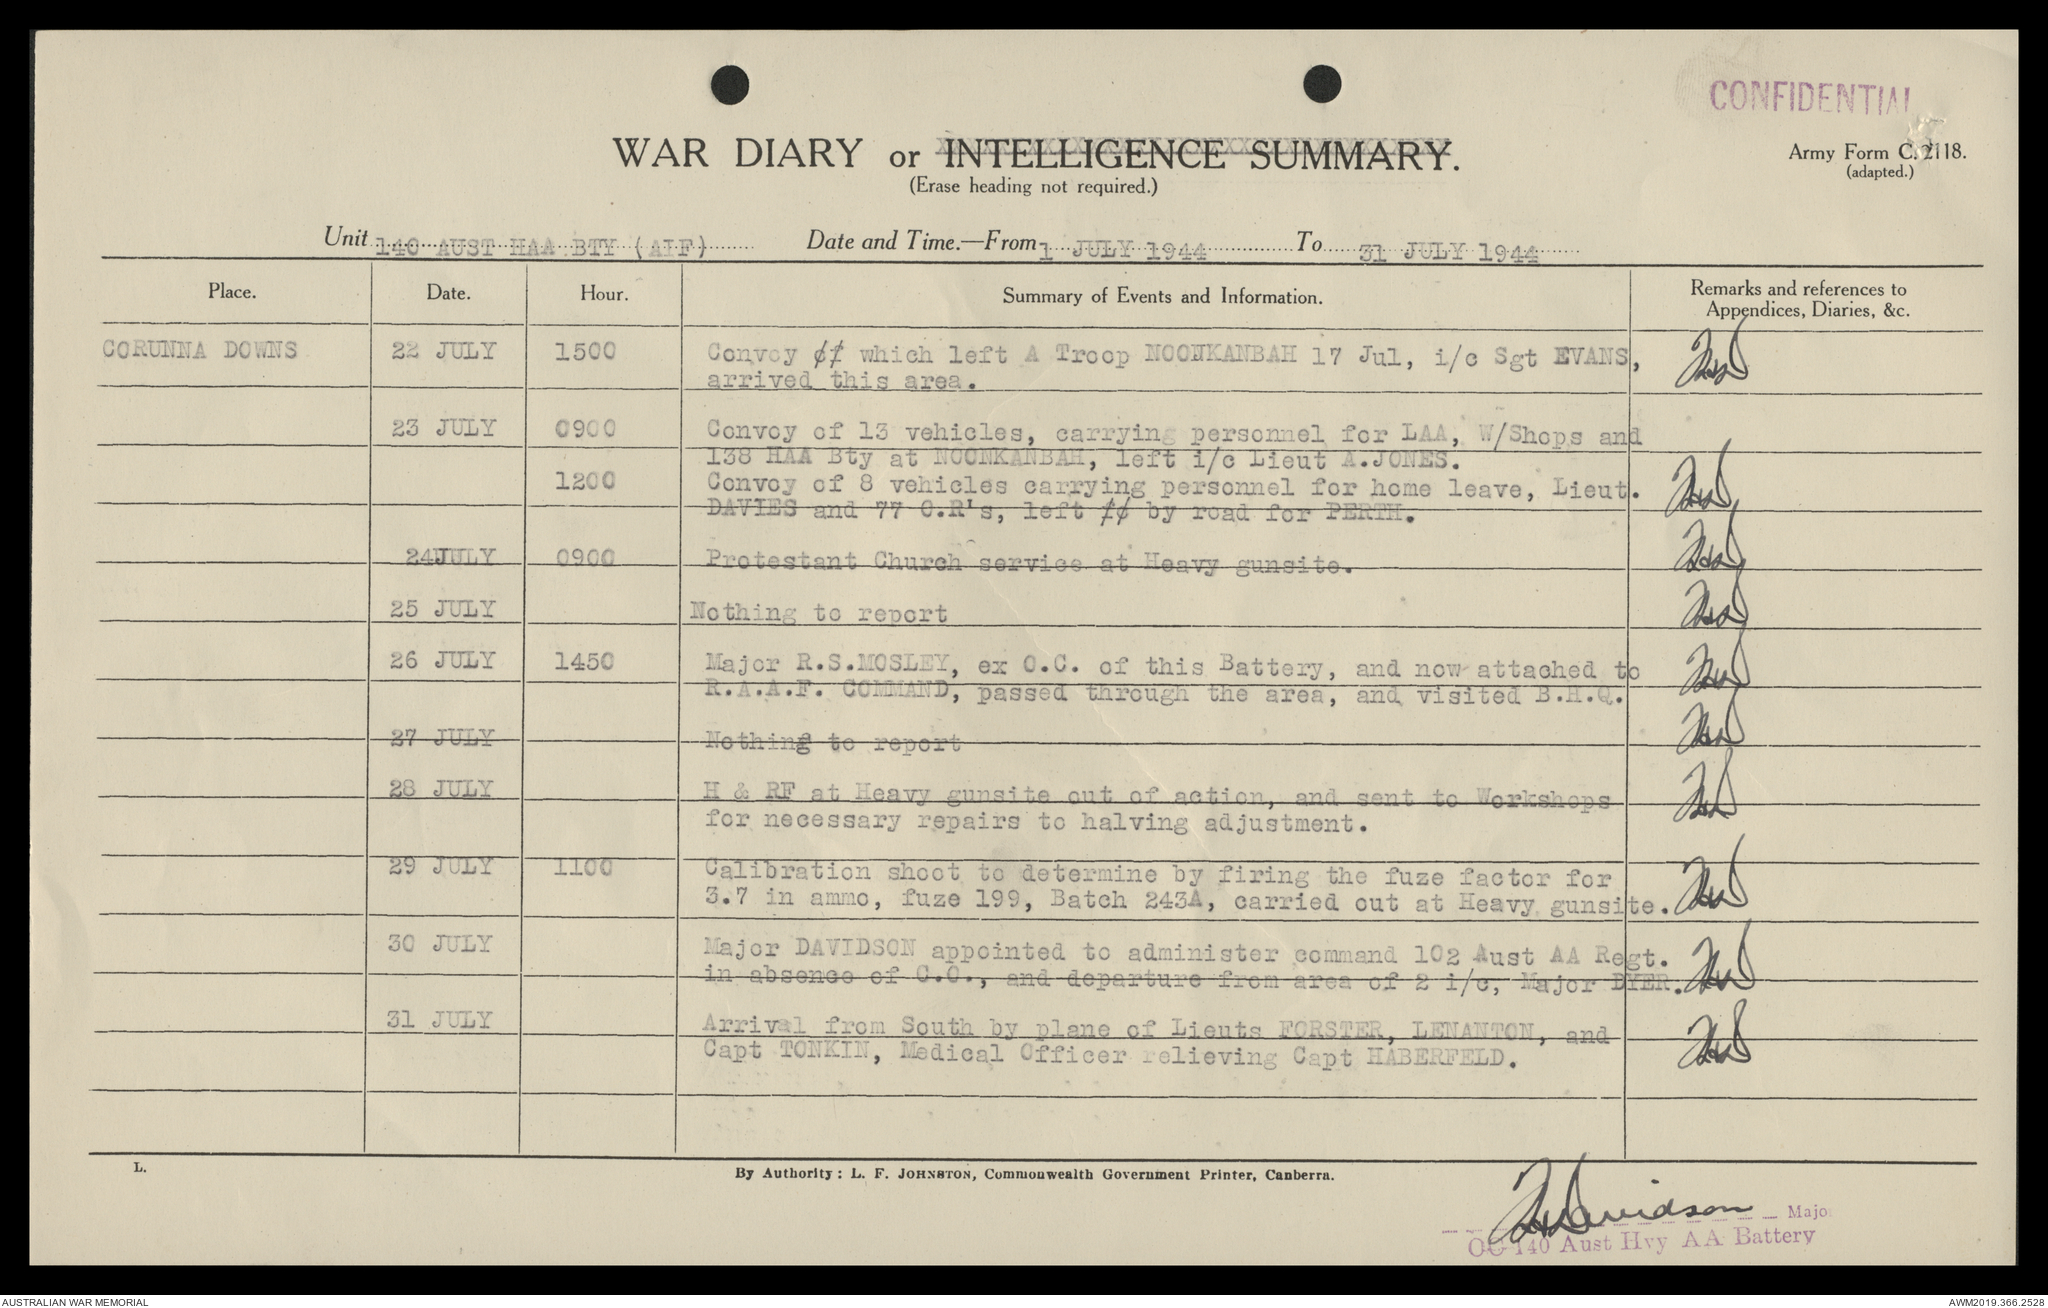 CONFIDENTIAL
WAR DIARY or INTELLIGENCE SUMMARY.
(Erase heading not required.)
Army Form C. 2118.
(adapted.)
Unit 140 AUST HAA BTY (AIF) Date and Time.—From 1 JULY 1944 To 31 JULY 1944
Place. Date. Hour. Summary of Events and Information. Remarks and references to
Appendices, Diaries, &c.
CORUNNA DOWNS 22 JULY 1500 Convoy which left A Troop NOONKANBAH 17 Jul, i/c Sgt EVANS,
arrived this area.
23 JULY 0900 Convoy of 13 vehicles, carrying personnel for LAA, W/Shops and
138 HAA Bty at NOONKANBAH, left i/c Lieut A.JONES.
1200 Convoy of 8 vehicles carrying personnel for home leave, Lieut.
DAVIES and 77 O.R's, left by road for PERTH.
24 JULY 0900 Protestant Church service at Heavy gunsite.
25 JULY Nothing to report
26 JULY 1450 Major R.S.MOSLEY, ex O.C. of this Battery, and now attached to
R.A.A.F. COMMAND, passed through the area, and visited B.H.Q.
27 JULY Nothing to report
28 JULY H & RF at Heavy gunsite out of action, and sent to Workshops
for necessary repairs to halving adjustment.
29 JULY 1100 Calibration shoot to determine by firing the fuze factor for
3.7 in ammo, fuze 199, Batch 243A, carried out at Heavy gunsite.
30 JULY Major DAVIDSON appointed to administer command 102 Aust AA Regt.
in absence of C.O., and departure from area of 2 i/c, Major DYER.
31 JULY Arrival from South by plane of Lieuts FORSTER, LENANTON, and
Capt TONKIN, Medical Officer relieving Capt HABERFELD.
L.
By Authority: L. F. JOHNSTON, Commonwealth Government Printer, Canberra.
Davidson Major
OC 140 Aust Hvy AA Battery
AUSTRALIAN WAR MEMORIAL
AWM2019.366.2528